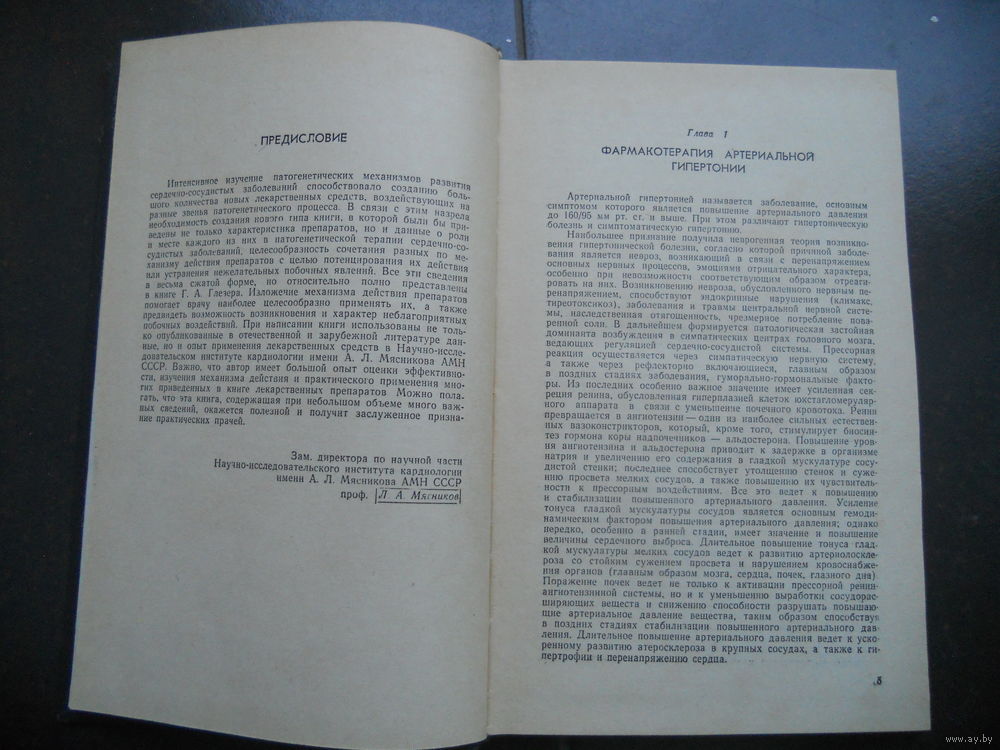 ПРЕДИСЛОВИЕ
Интенсивное изучение патогенетических механизмов развития
сердечно-сосудистых заболеваний способствовало созданию боль-
шого количества новых лекарственных средств, воздействующих на
разные звенья патогенетического процесса. В связи с этим назрела
необходимость создания нового типа книги, в которой были бы при-
ведены не только характеристика препаратов, но и данные о роли
и месте каждого из них в патогенетической терапии сердечно-со-
судистых заболеваний, целесообразность сочетания разных по ме-
ханизму действия препаратов с целью потенцирования их действия
или устранения нежелательных побочных явлений. Все эти сведения
в весьма сжатой форме, но относительно полно представлены
в книге Г. А. Глезера. Изложение механизма действия препаратов
помогает врачу наиболее целесообразно применять их, а также
предвидеть возможность возникновения и характер неблагоприятных
побочных воздействий. При написании книги использованы не толь-
ко опубликованные в отечественной и зарубежной литературе дан-
ные, но и опыт применения лекарственных средств в Научно-иссле-
довательском институте кардиологии имени А. Л. Мясникова АМН
СССР. Важно, что автор имеет большой опыт оценки эффективно-
сти, изучения механизма действия и практического применения мно-
гих приведенных в книге лекарственных препаратов Можно пола-
гать, что эта книга, содержащая при небольшом объеме много важ-
ных сведений, окажется полезной и получит заслуженное призна-
ние практических врачей.
Зам. директора по научной части
Научно-исследовательского института кардиологии
имени А. Л. Мясникова АМН СССР
проф. Л. А. Мясников
Глава 1
ФАРМАКОТЕРАПИЯ АРТЕРИАЛЬНОЙ
ГИПЕРТОНИИ
Артериальной гипертонией называется заболевание, основным
симптомом которого является повышение артериального давления
до 160/95 мм рт. ст. и выше. При этом различают гипертоническую
болезнь и симптоматическую гипертонию.
Наибольшее признание получила неврогенная теория возникно-
вения гипертонической болезни, согласно которой причиной заболе-
вания является невроз, возникающий в связи с перенапряжением
основных нервных процессов, эмоциями отрицательного характера,
особенно при невозможности соответствующим образом отреаги-
ровать на них. Возникновению невроза, обусловленного нервным пе-
ренапряжением, способствуют эндокринные нарушения (климакс,
тиреотоксикоз), заболевания и травмы центральной нервной систе-
мы, наследственная отягощенность, чрезмерное потребление пова-
ренной соли. В дальнейшем формируется патологическая застойная
доминанта возбуждения в симпатических центрах головного мозга,
ведающих регуляцией сердечно-сосудистой системы. Прессорная
реакция осуществляется через симпатическую нервную систему,
а также через рефлекторно включающиеся, главным образом
в поздних стадиях заболевания, гуморально-гормональные факто-
ры. Из последних особенно важное значение имеет усиленная сек-
реция ренина, обусловленная гиперплазией клеток юкстагломеруляр-
ного аппарата в связи с уменьшение почечного кровотока. Ренин
превращается в ангиотензин — один из наиболее сильных естествен-
ных вазоконстрикторов, который, кроме того, стимулирует биосин-
тез гормона коры надпочечников — альдостерона. Повышение уров-
ня ангиотензина и альдостерона приводит к задержке в организме
натрия и увеличению его содержания в гладкой мускулатуре сосу-
дистой стенки; последнее способствует утолщению стенок и суже-
нию просвета мелких сосудов, а также повышению их чувствитель-
ности к прессорным воздействиям. Все это ведет к повышению
и стабилизации повышенного артериального давления. Усиление
тонуса гладкой мускулатуры сосудов является основным гемоди-
намическим фактором повышения артериального давления; однако
нередко, особенно в ранней стадии, имеет значение и повышение
величины сердечного выброса. Длительное повышение тонуса глад-
кой мускулатуры мелких сосудов ведет к развитию артериолоскле-
роза со стойким сужением просвета и нарушением кровоснабже-
ния органов (главным образом мозга, сердца, почек, глазного дна)
Поражение почек ведет не только к активации прессорной ренин-
ангиотензинной системы, но и к уменьшению выработки сосудорас-
ширяющих веществ и снижению способности разрушать повышаю-
щие артериальное давление вещества, таким образом способствуя
в поздних стадиях стабилизации повышенного артериального дав-
ления. Длительное повышение артериального давления ведет к уско-
ренному развитию атеросклероза в крупных сосудах, а также к ги-
пертрофии и перенапряжению сердца.
5
www.ay.by